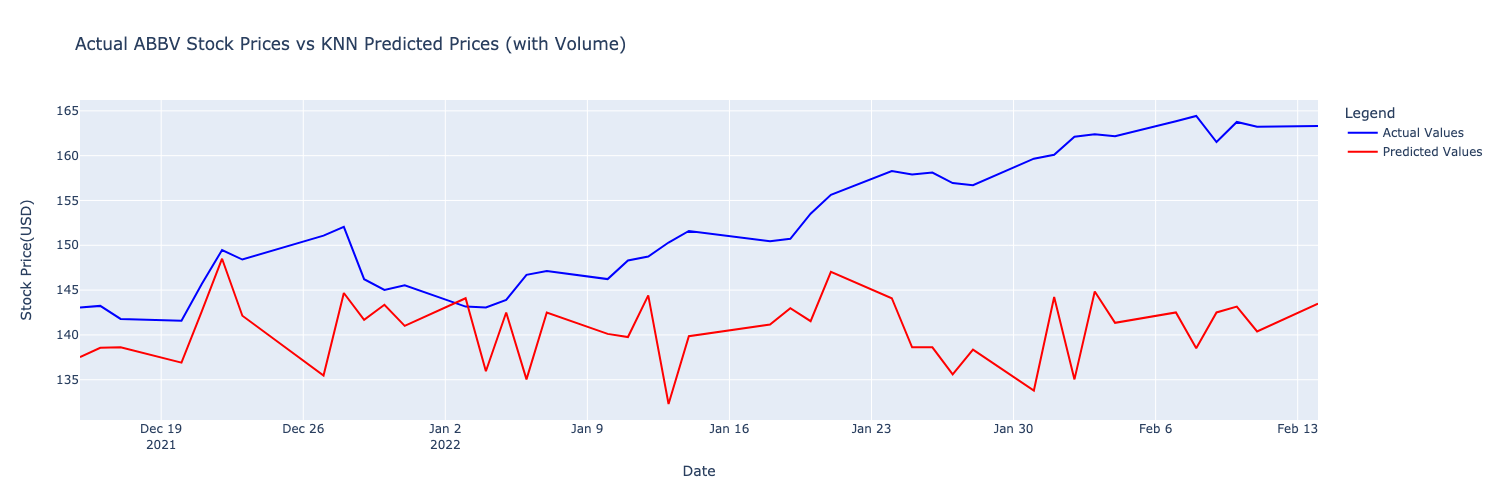 Actual ABBV Stock Prices vs KNN Predicted Prices (with Volume)
Legend
Actual Values
Predicted Values
Stock Price(USD)
165
160
155
150
145
140
135
Dec 19
2021
Dec 26
Jan 2
2022
Jan 9
Jan 16
Jan 23
Jan 30
Feb 6
Feb 13
Date